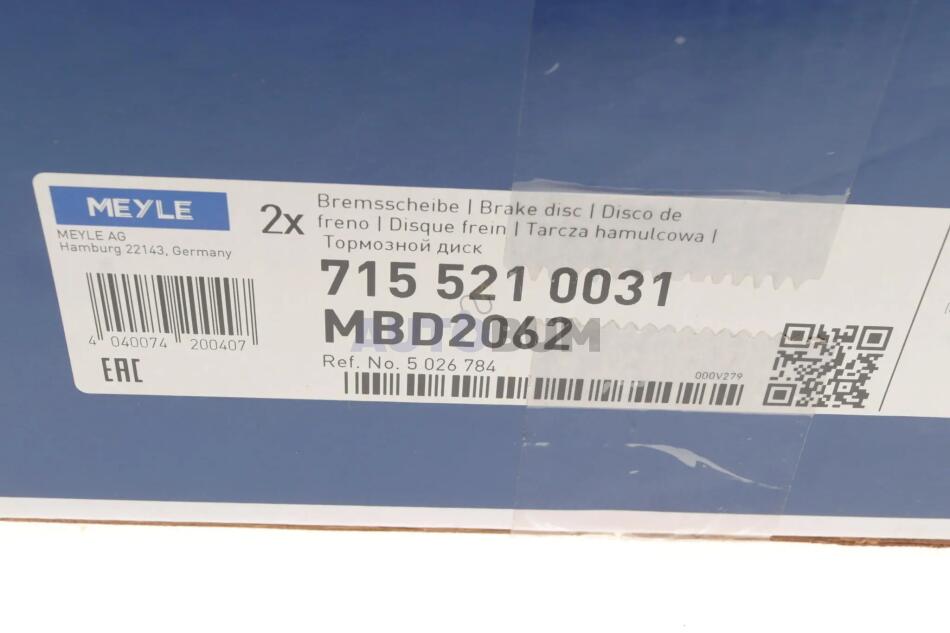 MEYLE
MEYLE AG
Hamburg 22143, Germany
2x
Bremsscheibe | Brake disc | Disco de
freno | Disque frein | Tarcza hamulcowa |
Тормозной диск
715 521 0031
MBD2062
AUTODOM
Ref. No. 5 026 784
000V279
4 040074 200407
EAC